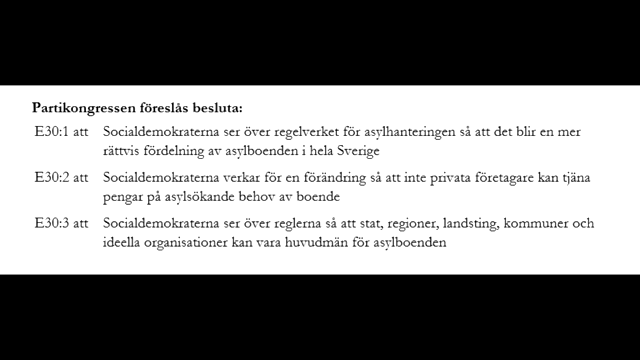 Partikongressen föreslås besluta:
E30:1 att Socialdemokraterna ser över regelverket för asylhanteringen så att det blir en mer
rättvis fördelning av asylboenden i hela Sverige
E30:2 att Socialdemokraterna verkar för en förändring så att inte privata företagare kan tjäna
pengar på asylsökande behov av boende
E30:3 att Socialdemokraterna ser över reglerna så att stat, regioner, landsting, kommuner och
ideella organisationer kan vara huvudmän för asylboenden